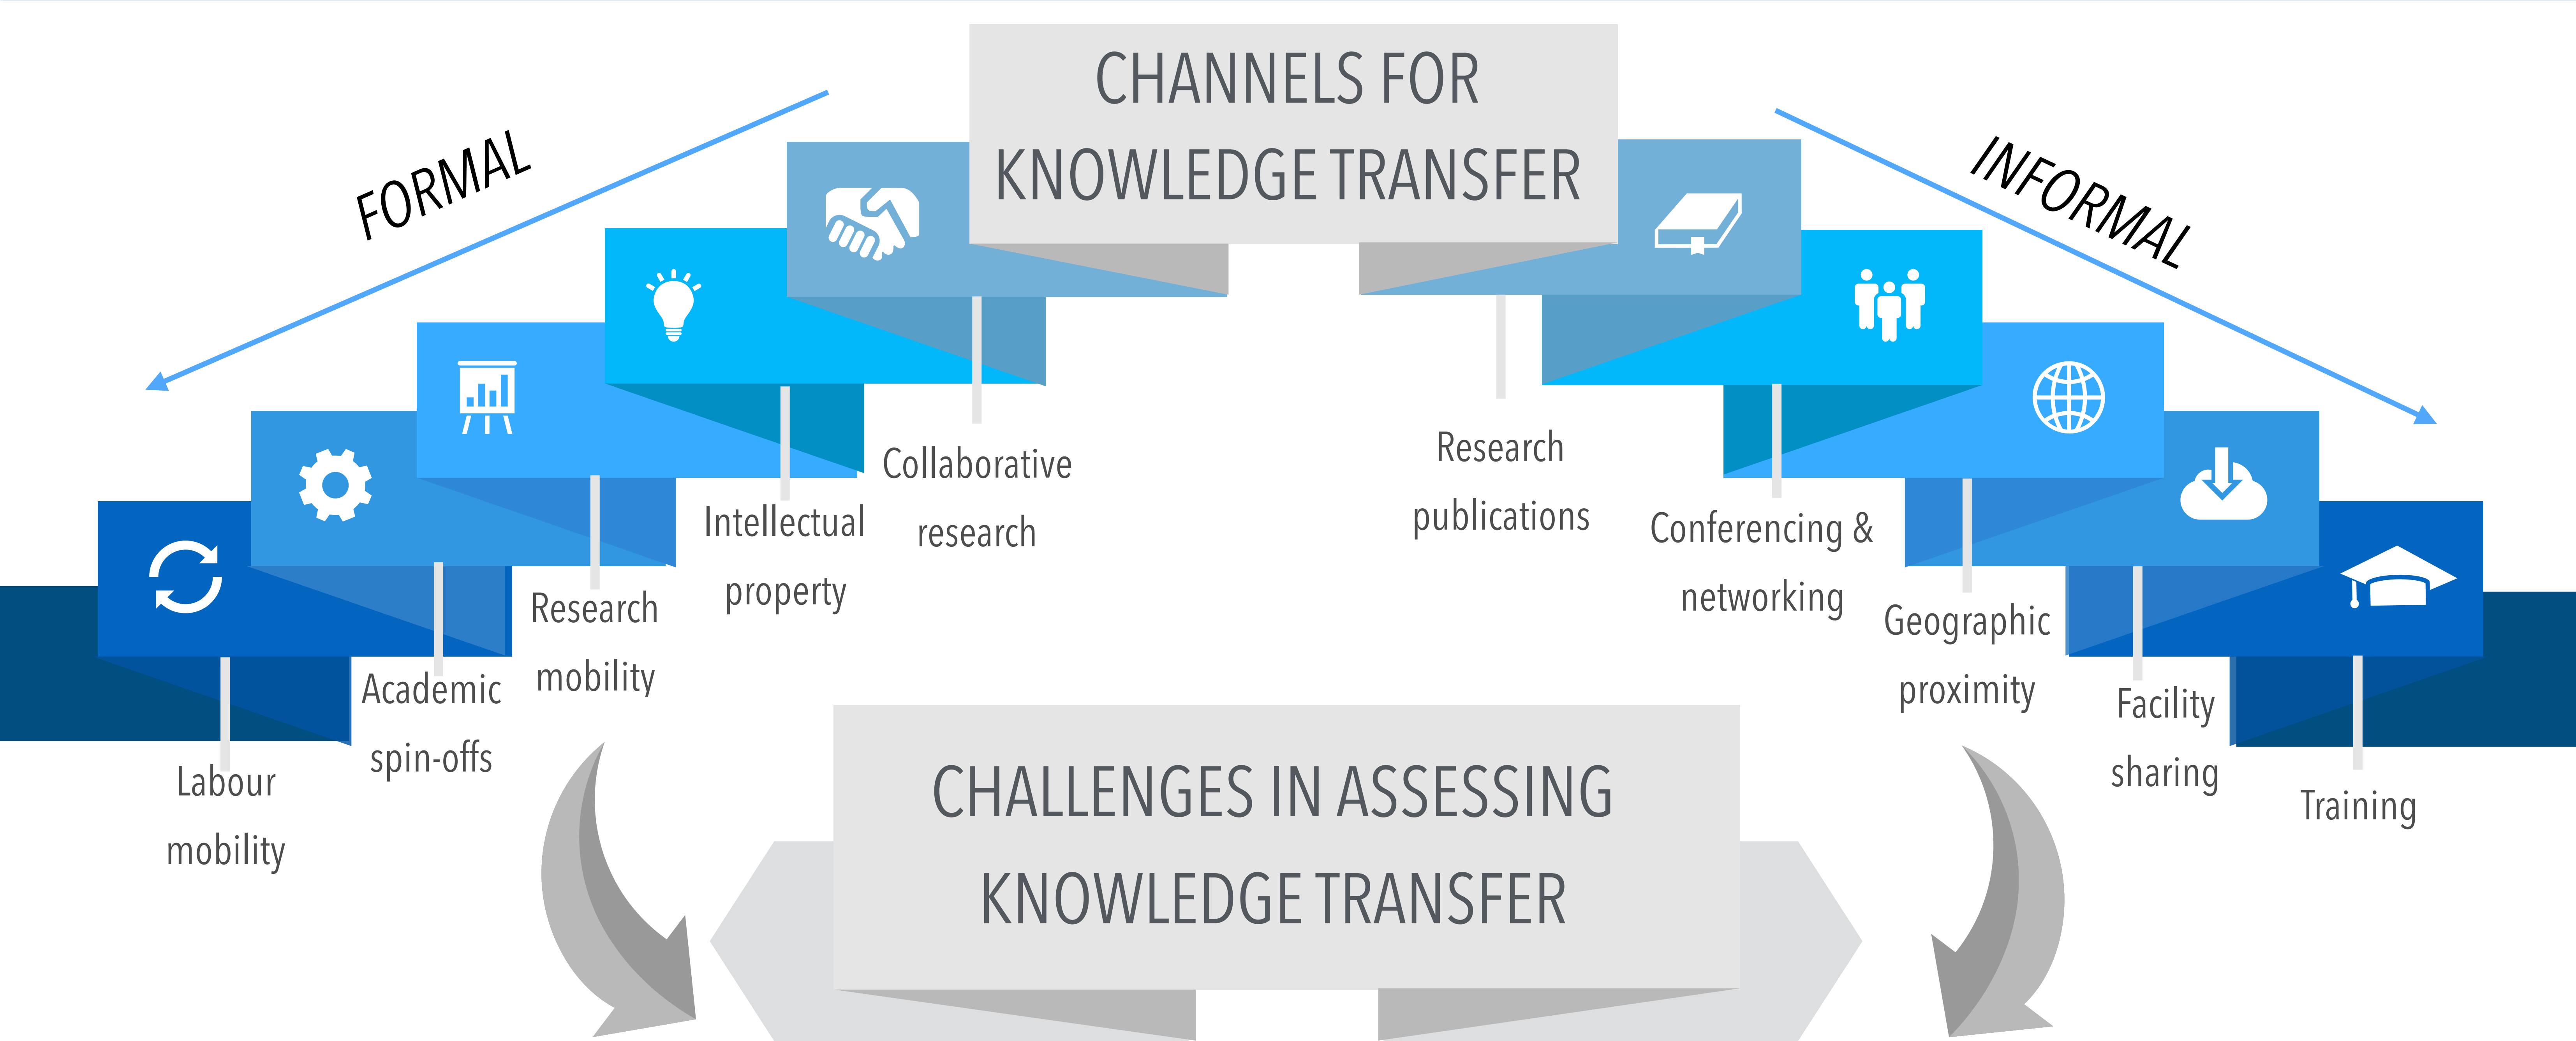 CHANNELS FOR
KNOWLEDGE TRANSFER
FORMAL
INFORMAL
Collaborative
research
Intellectual
property
Research
mobility
Academic
spin-offs
Labour
mobility
Research
publications
Conferencing &
networking
Geographic
proximity
Facility
sharing
Training
CHALLENGES IN ASSESSING
KNOWLEDGE TRANSFER